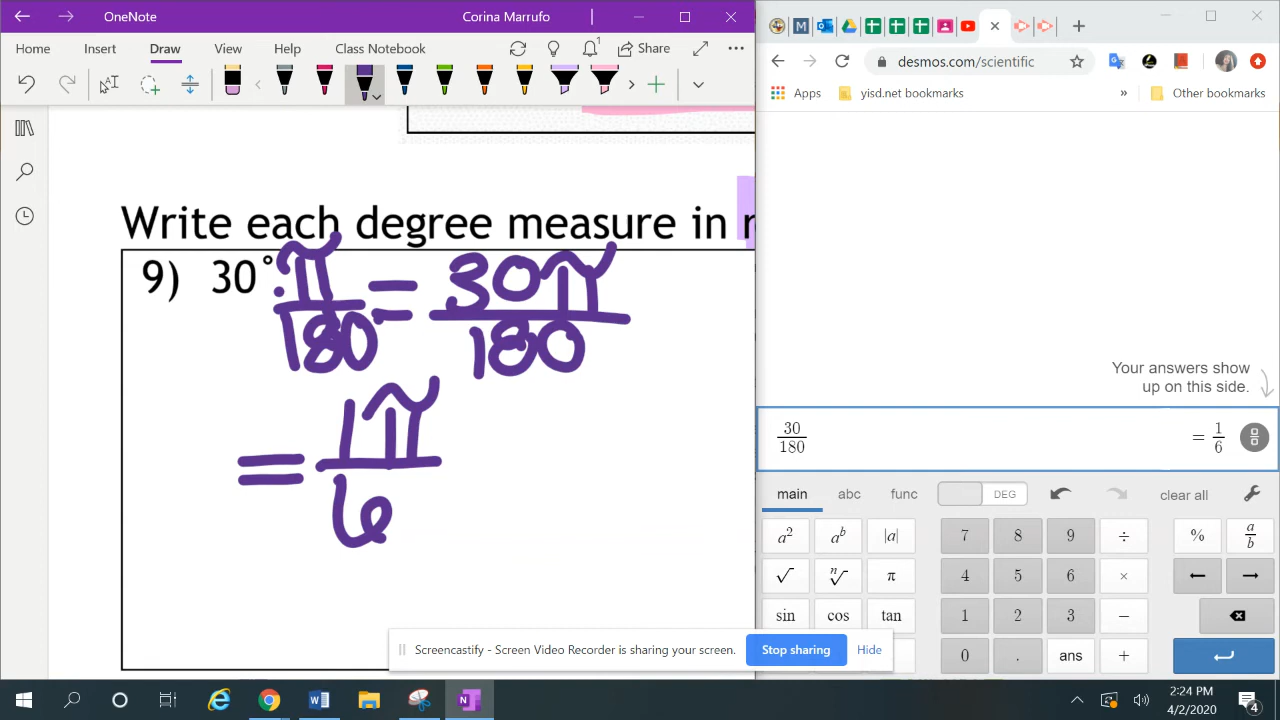 OneNote
Corina Marrufo
Home Insert Draw View Help Class Notebook Share
desmos.com/scientific
Apps yisd.net bookmarks » Other bookmarks
Write each degree measure in
9) 30° · π/180 = 30π/180
= 1π/6
Your answers show
up on this side.
30/180 = 1/6
main abc func DEG clear all
a² aᵇ |a| 7 8 9 ÷ % a/b
√ ⁿ√ π 4 5 6 × ← →
sin cos tan 1 2 3 −
0 . ans +
Screencastify - Screen Video Recorder is sharing your screen. Stop sharing Hide
2:24 PM
4/2/2020
4